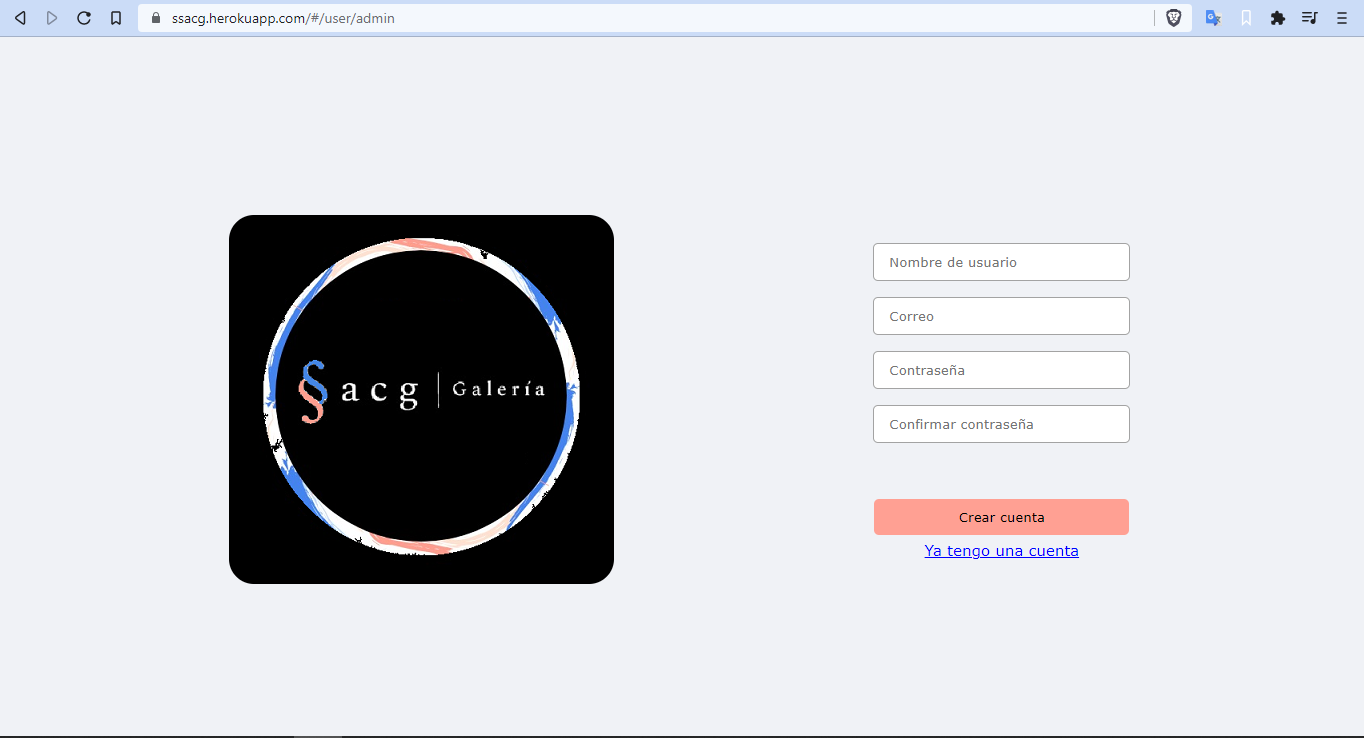 ssacg.herokuapp.com/#/user/admin
§ acg | Galería
Nombre de usuario
Correo
Contraseña
Confirmar contraseña
Crear cuenta
Ya tengo una cuenta